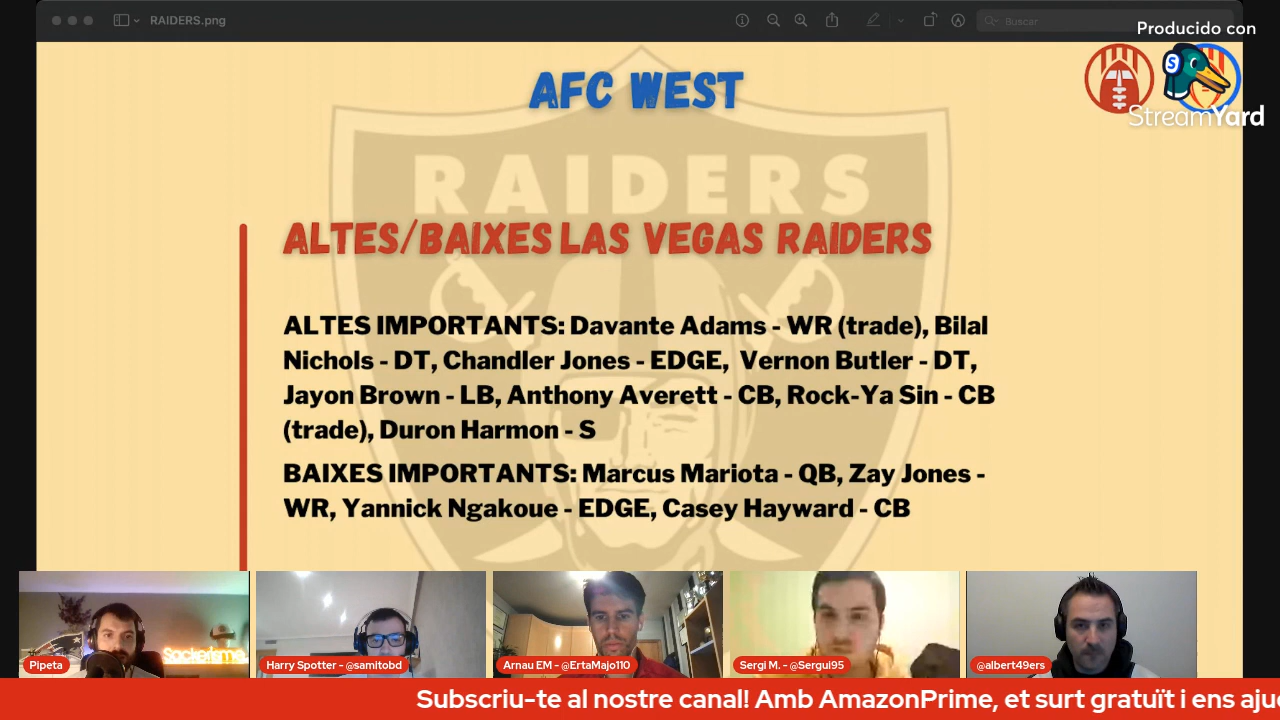 RAIDERS.png
Buscar
Producido con
StreamYard
AFC WEST
RAIDERS
ALTES/BAIXES LAS VEGAS RAIDERS
ALTES IMPORTANTS: Davante Adams - WR (trade), Bilal
Nichols - DT, Chandler Jones - EDGE, Vernon Butler - DT,
Jayon Brown - LB, Anthony Averett - CB, Rock-Ya Sin - CB
(trade), Duron Harmon - S
BAIXES IMPORTANTS: Marcus Mariota - QB, Zay Jones -
WR, Yannick Ngakoue - EDGE, Casey Hayward - CB
Sackerisme
Pipeta
Harry Spotter - @samitobd
Arnau EM - @ErtaMajo110
Sergi M. - @Sergui95
@albert49ers
Subscriu-te al nostre canal! Amb AmazonPrime, et surt gratuït i ens aju